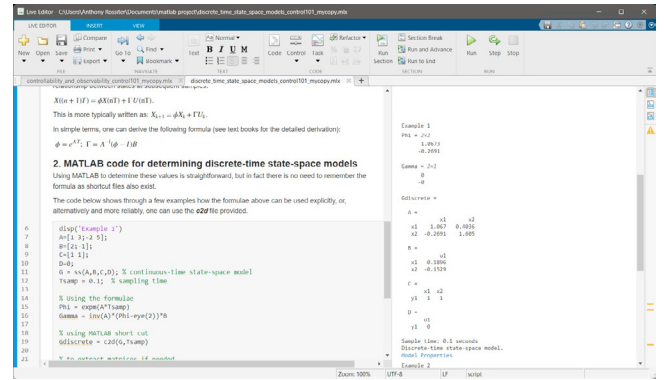 Live Editor - C:\Users\Anthony Rossiter\Documents\matlab project\discrete_time_state_space_models_control101_mycopy.mlx
LIVE EDITOR INSERT VIEW
New Open Save Compare Print Export Go To Find Bookmark Text Normal B I U M Code Control Task Refactor Run Section Section Break Run and Advance Run to End Run Step Stop
FILE NAVIGATE TEXT CODE SECTION RUN
controllability_and_observability_control101_mycopy.mlx discrete_time_state_space_models_control101_mycopy.mlx
relationship between states at subsequent samples.
X((n + 1)T) = ϕX(nT) + ΓU(nT).
This is more typically written as: Xₖ₊₁ = ϕXₖ + ΓUₖ.
In simple terms, one can derive the following formula (see text books for the detailed derivation):
ϕ = e^{AT}; Γ = A⁻¹(ϕ − I)B
2. MATLAB code for determining discrete-time state-space models
Using MATLAB to determine these values is straightforward, but in fact there is no need to remember the
formula as shortcut files also exist.
The code below shows through a few examples how the formulae above can be used explicitly, or,
alternatively and more reliably, one can use the c2d file provided.
6 disp('Example 1')
7 A=[1 3;-2 5];
8 B=[2;-1];
9 C=[1 1];
10 D=0;
11 G = ss(A,B,C,D); % continuous-time state-space model
12 Tsamp = 0.1; % sampling time
13
14 % Using the formulae
15 Phi = expm(A*Tsamp)
16 Gamma = inv(A)*(Phi-eye(2))*B
17
18 % using MATLAB short cut
19 Gdiscrete = c2d(G,Tsamp)
20
21 % to extract matrices if needed
Example 1
Phi = 2×2
1.0673
-0.2691
Gamma = 2×2
0
-0
Gdiscrete =
A =
x1 x2
x1 1.067 0.4036
x2 -0.2691 1.605
B =
u1
x1 0.1896
x2 -0.1529
C =
x1 x2
y1 1 1
D =
u1
y1 0
Sample time: 0.1 seconds
Discrete-time state-space model.
Model Properties
Example 2
Zoom: 100% UTF-8 LF script